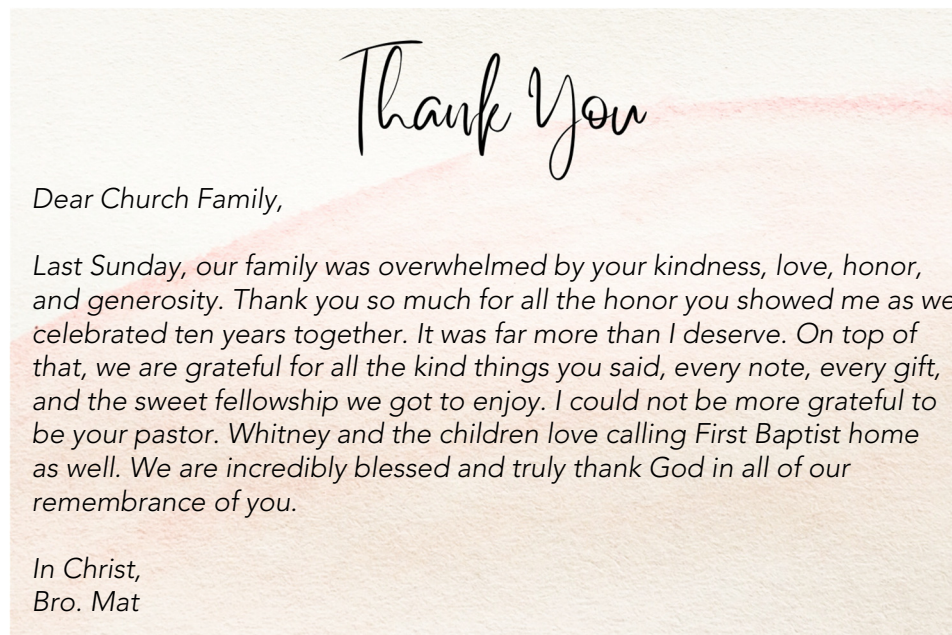 Thank You
Dear Church Family,
Last Sunday, our family was overwhelmed by your kindness, love, honor,
and generosity. Thank you so much for all the honor you showed me as we
celebrated ten years together. It was far more than I deserve. On top of
that, we are grateful for all the kind things you said, every note, every gift,
and the sweet fellowship we got to enjoy. I could not be more grateful to
be your pastor. Whitney and the children love calling First Baptist home
as well. We are incredibly blessed and truly thank God in all of our
remembrance of you.
In Christ,
Bro. Mat